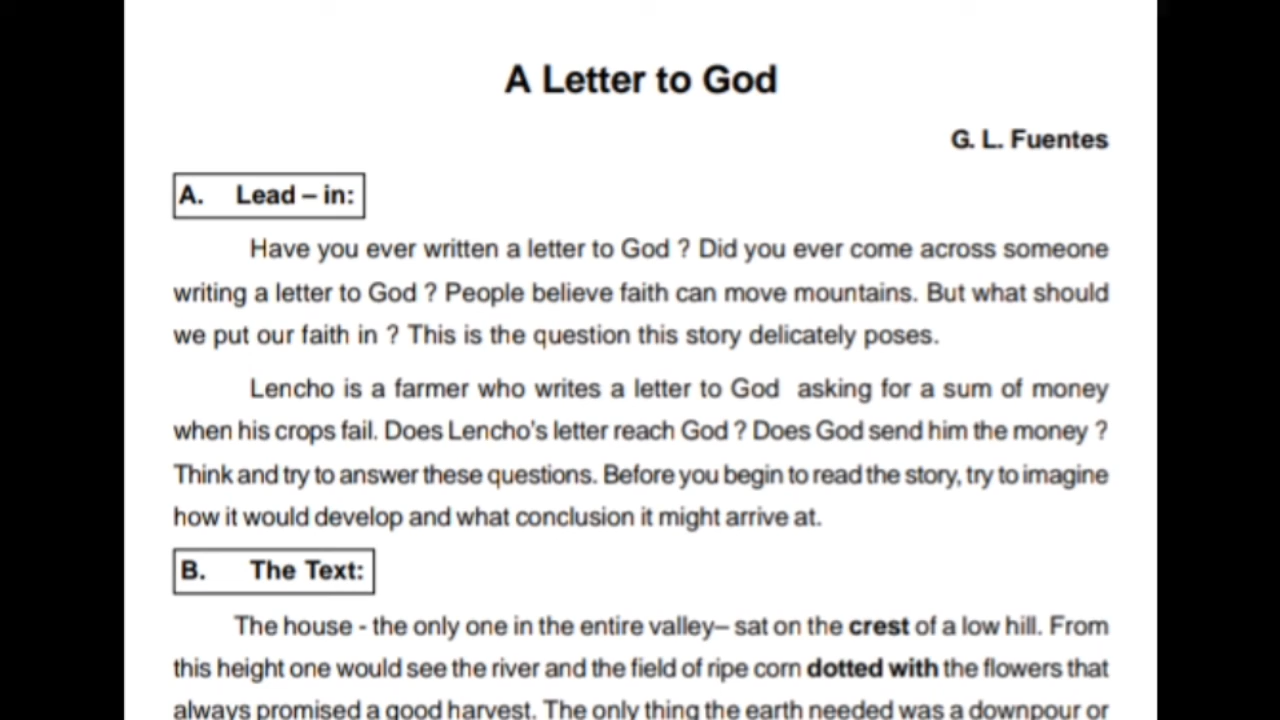 A Letter to God
G. L. Fuentes
A. Lead – in:
Have you ever written a letter to God ? Did you ever come across someone
writing a letter to God ? People believe faith can move mountains. But what should
we put our faith in ? This is the question this story delicately poses.
Lencho is a farmer who writes a letter to God asking for a sum of money
when his crops fail. Does Lencho's letter reach God ? Does God send him the money ?
Think and try to answer these questions. Before you begin to read the story, try to imagine
how it would develop and what conclusion it might arrive at.
B. The Text:
The house - the only one in the entire valley– sat on the crest of a low hill. From
this height one would see the river and the field of ripe corn dotted with the flowers that
always promised a good harvest. The only thing the earth needed was a downpour or